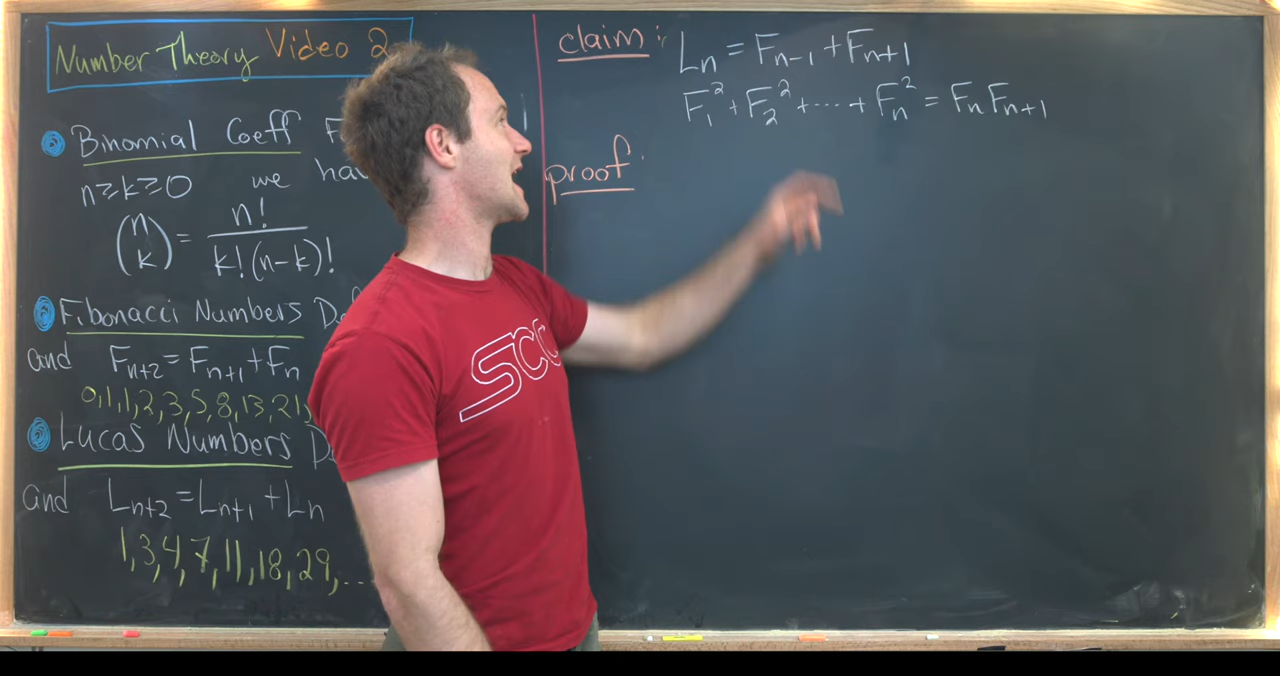 Number Theory Video 2
Binomial Coeff
n ≥ k ≥ 0 we
(n k) = n! / k!(n-k)!
Fibonacci Numbers
and F_{n+2} = F_{n+1} + F_n
0,1,1,2,3,5,8,13,21,
Lucas Numbers
and L_{n+2} = L_{n+1} + L_n
1,3,4,7,11,18,29,...
claim: L_n = F_{n-1} + F_{n+1}
F_1^2 + F_2^2 + ... + F_n^2 = F_n F_{n+1}
proof: